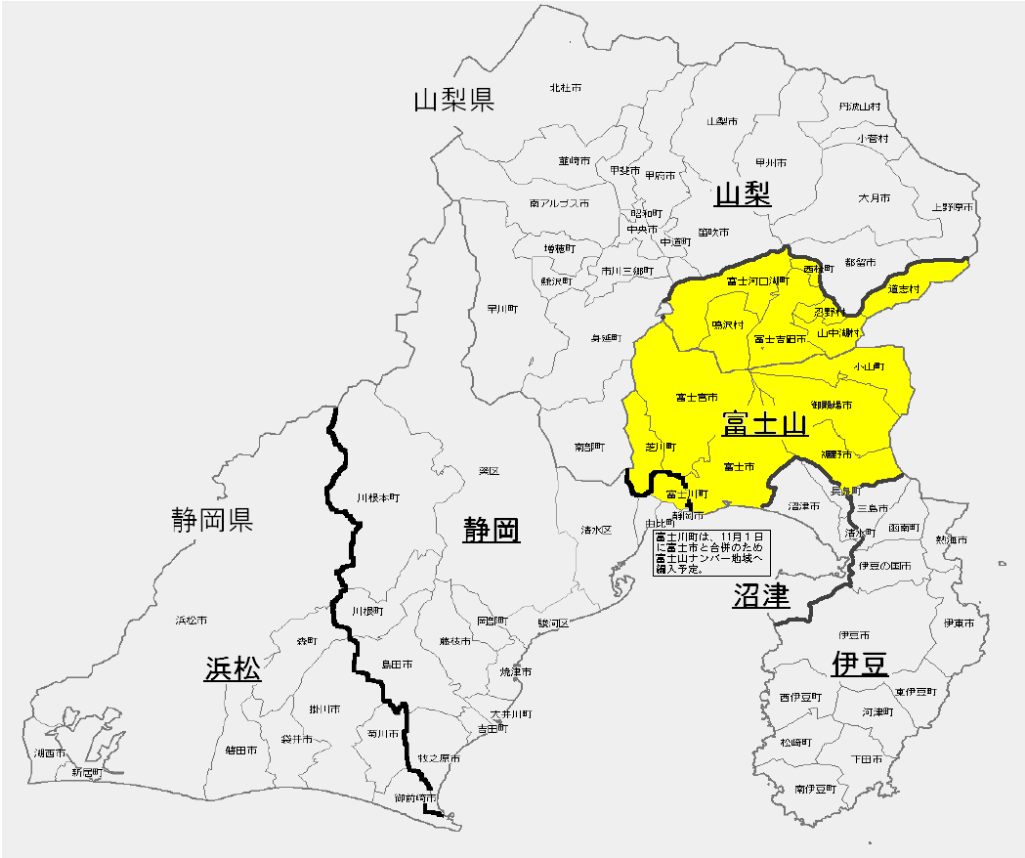 北杜市
山梨県
丹波山村
山梨市
小菅村
韮崎市
甲斐市
甲府市
甲州市
山梨
大月市
上野原市
南アルプス市
昭和町
中央市
中道町
笛吹市
増穂町
市川三郷町
鰍沢町
都留市
西桂町
富士河口湖町
道志村
早川町
忍野村
鳴沢村
山中湖村
富士吉田市
身延町
小山町
富士宮市
御殿場市
富士山
南部町
芝川町
富士市
裾野市
葵区
川根本町
富士川町
長泉町
沼津市
三島市
静岡県
静岡
清水区
由比町
静岡市
清水町
函南町
熱海市
富士川町は、11月1日
に富士市と合併のため
富士山ナンバー地域へ
編入予定。
伊豆の国市
沼津
浜松市
川根町
岡部町
駿河区
森町
藤枝市
伊豆市
伊東市
浜松
島田市
焼津市
伊豆
掛川市
大井川町
吉田町
西伊豆町
東伊豆町
河津町
磐田市
袋井市
菊川市
牧之原市
松崎町
下田市
湖西市
新居町
御前崎市
南伊豆町